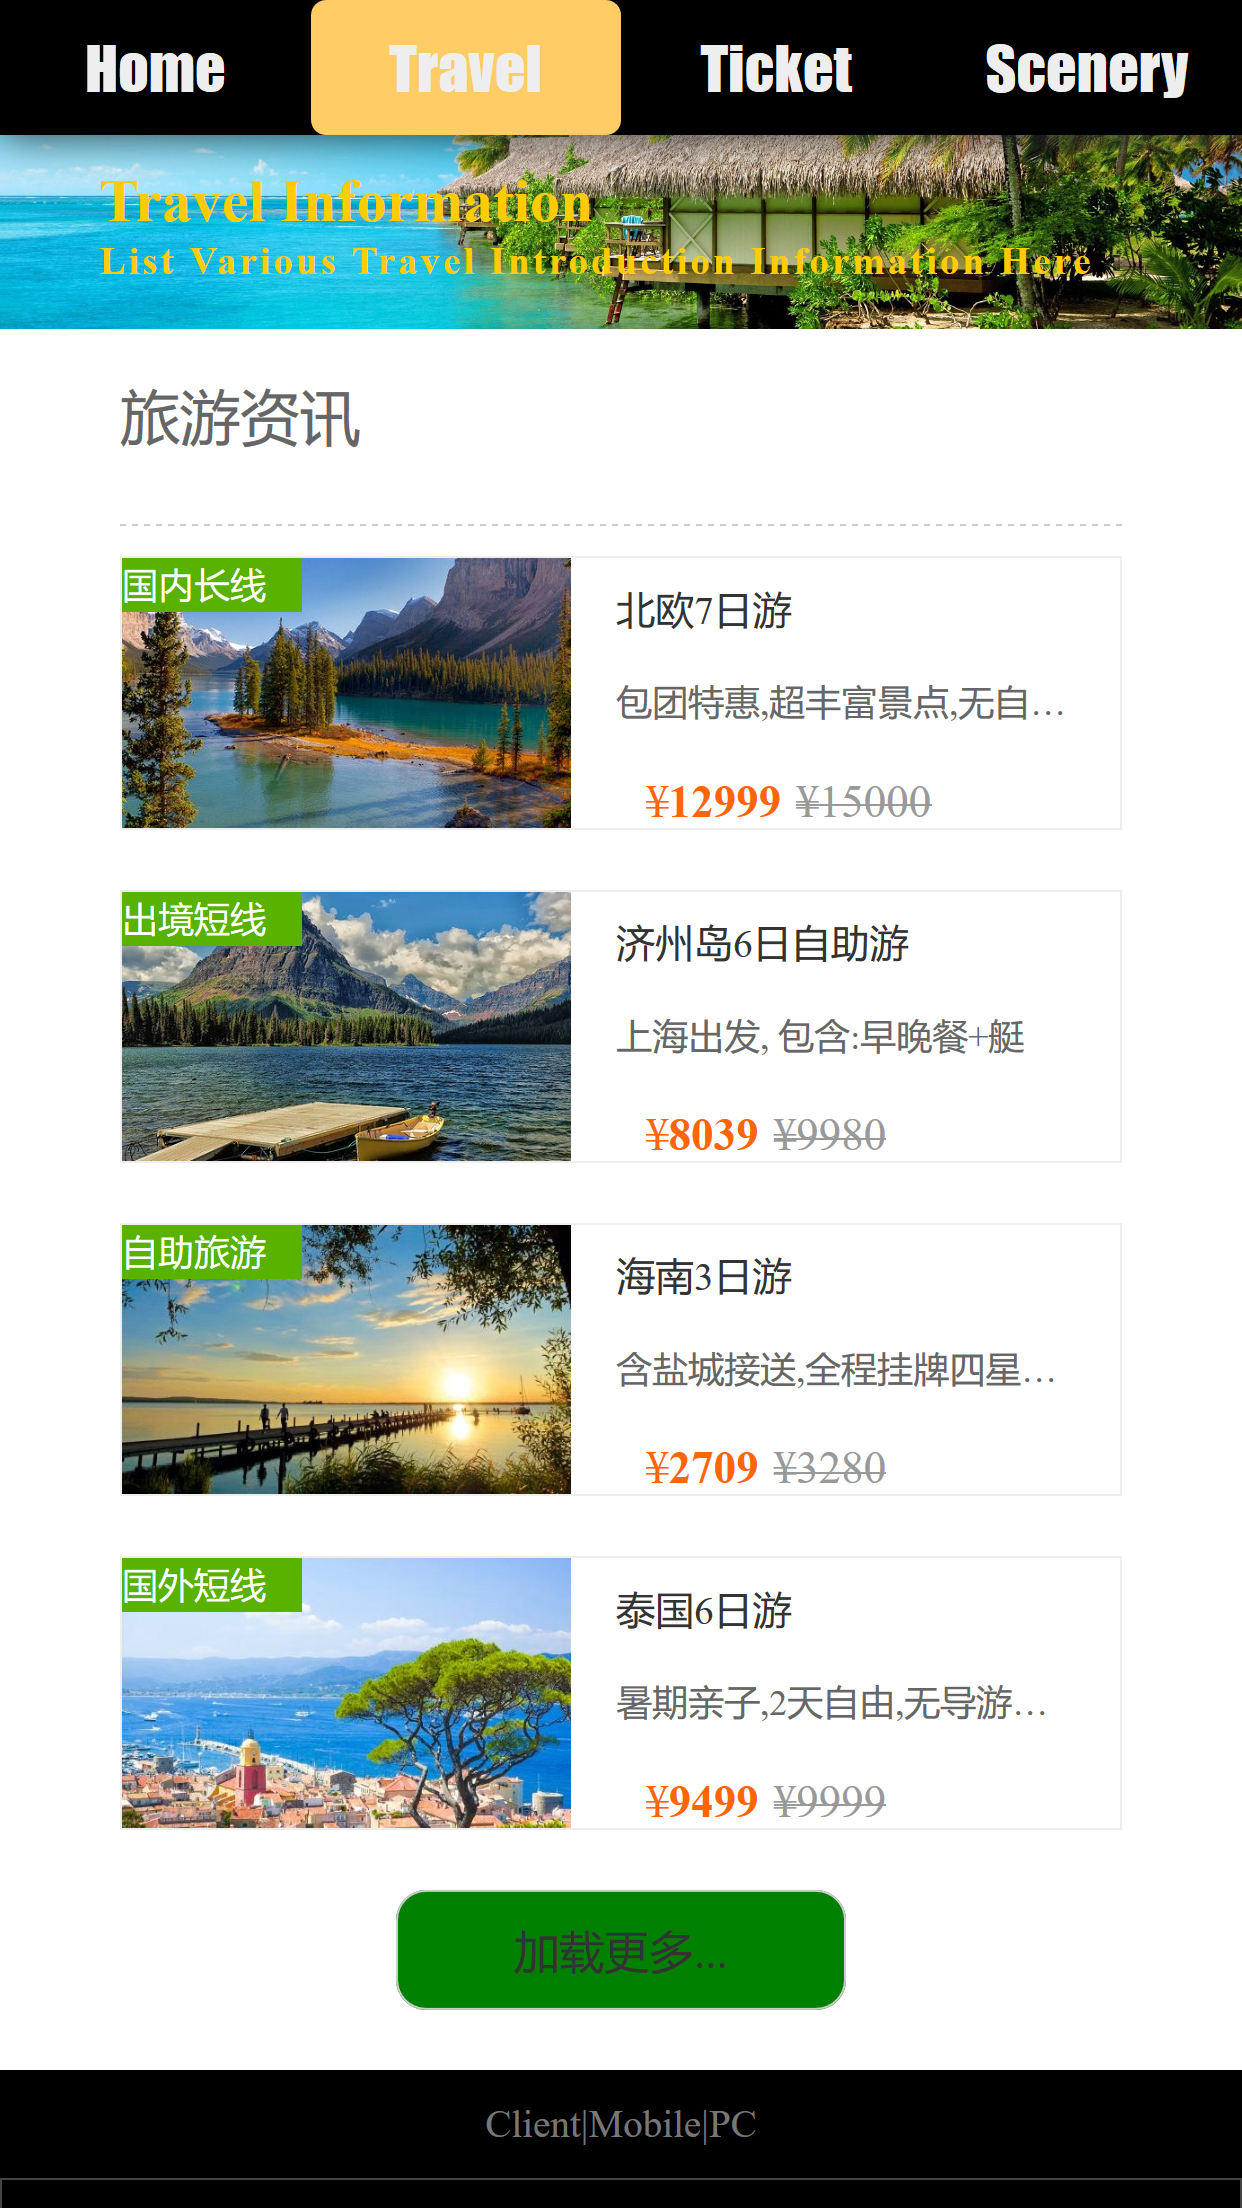 Home Travel Ticket Scenery
Travel Information
List Various Travel Introduction Information Here
旅游资讯
国内长线
北欧7日游
包团特惠,超丰富景点,无自…
¥12999 ¥15000
出境短线
济州岛6日自助游
上海出发, 包含:早晚餐+艇
¥8039 ¥9980
自助旅游
海南3日游
含盐城接送,全程挂牌四星…
¥2709 ¥3280
国外短线
泰国6日游
暑期亲子,2天自由,无导游…
¥9499 ¥9999
加载更多...
Client|Mobile|PC